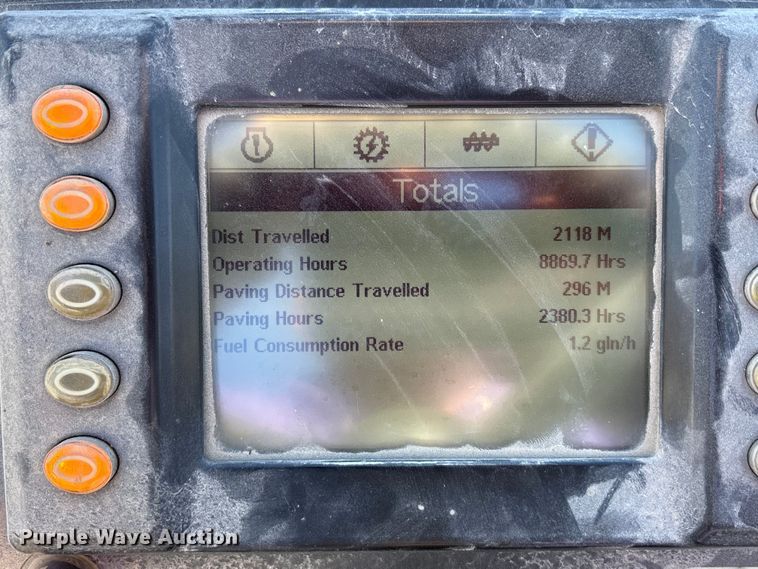 Totals
Dist Travelled 2118 M
Operating Hours 8869.7 Hrs
Paving Distance Travelled 296 M
Paving Hours 2380.3 Hrs
Fuel Consumption Rate 1.2 gln/h
Purple Wave Auction